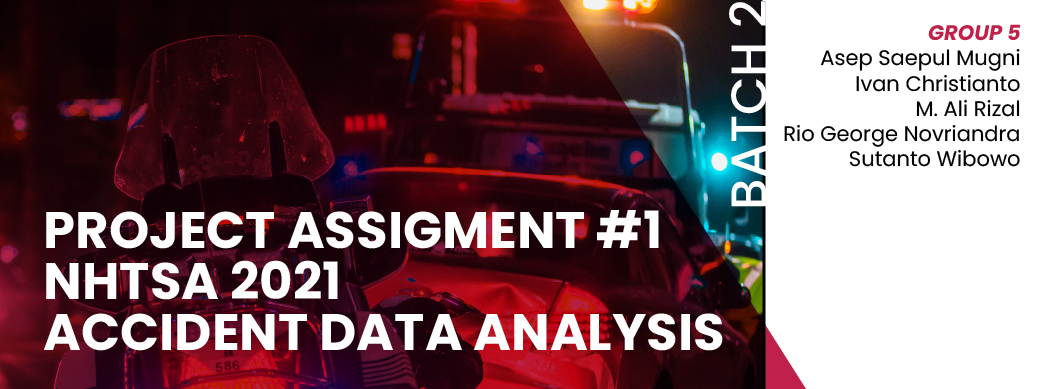 PROJECT ASSIGMENT #1
NHTSA 2021
ACCIDENT DATA ANALYSIS
BATCH 2
GROUP 5
Asep Saepul Mugni
Ivan Christianto
M. Ali Rizal
Rio George Novriandra
Sutanto Wibowo
586